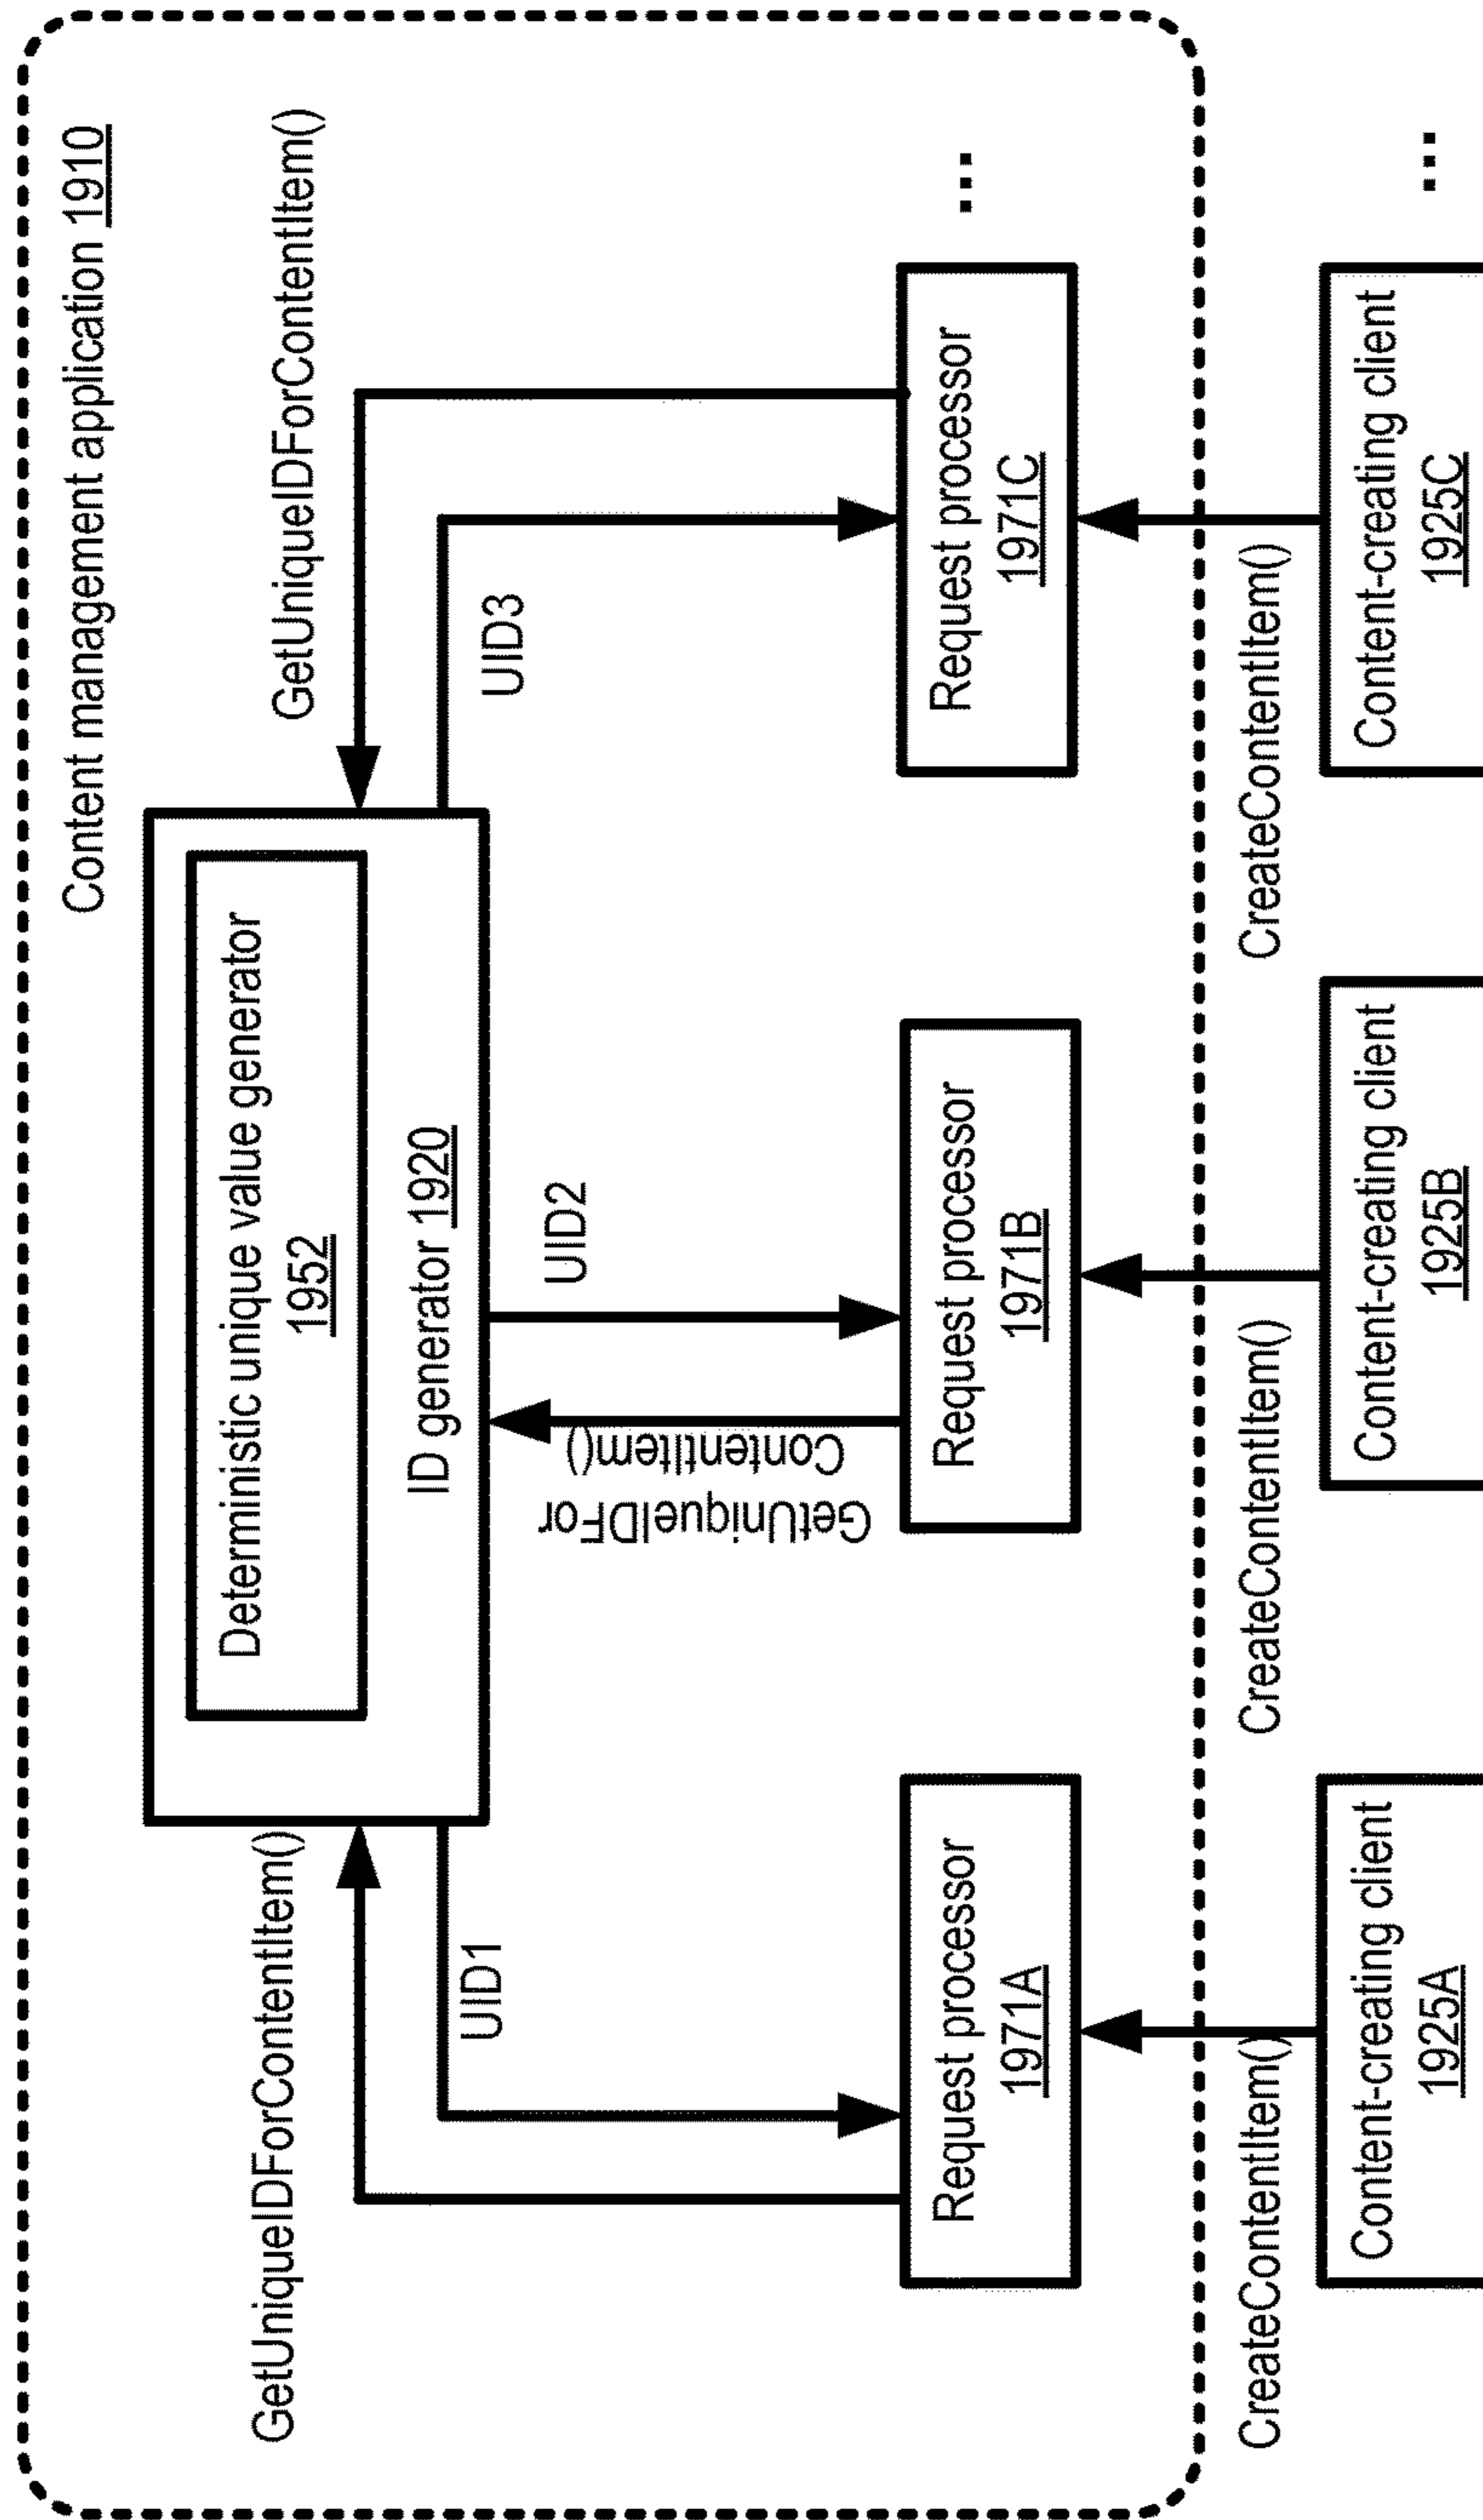 Content management application 1910
Deterministic unique value generator
1952
ID generator 1920
GetUniqueIDForContentItem()
UID1
GetUniqueIDFor
ContentItem()
UID2
GetUniqueIDForContentItem()
UID3
Request processor
1971A
Request processor
1971B
Request processor
1971C
...
CreateContentItem()
CreateContentItem()
CreateContentItem()
Content-creating client
1925A
Content-creating client
1925B
Content-creating client
1925C
...